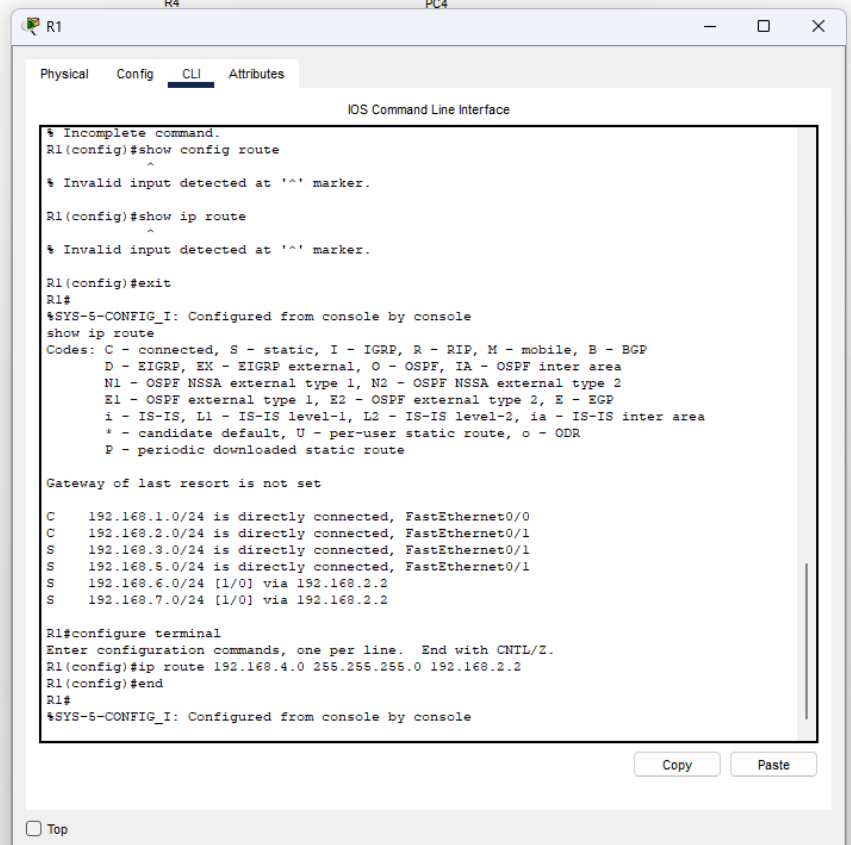 R4 PC4
R1
Physical Config CLI Attributes
IOS Command Line Interface
% Incomplete command.
R1(config)#show config route
^
% Invalid input detected at '^' marker.
R1(config)#show ip route
^
% Invalid input detected at '^' marker.
R1(config)#exit
R1#
%SYS-5-CONFIG_I: Configured from console by console
show ip route
Codes: C - connected, S - static, I - IGRP, R - RIP, M - mobile, B - BGP
D - EIGRP, EX - EIGRP external, O - OSPF, IA - OSPF inter area
N1 - OSPF NSSA external type 1, N2 - OSPF NSSA external type 2
E1 - OSPF external type 1, E2 - OSPF external type 2, E - EGP
i - IS-IS, L1 - IS-IS level-1, L2 - IS-IS level-2, ia - IS-IS inter area
* - candidate default, U - per-user static route, o - ODR
P - periodic downloaded static route
Gateway of last resort is not set
C 192.168.1.0/24 is directly connected, FastEthernet0/0
C 192.168.2.0/24 is directly connected, FastEthernet0/1
S 192.168.3.0/24 is directly connected, FastEthernet0/1
S 192.168.5.0/24 is directly connected, FastEthernet0/1
S 192.168.6.0/24 [1/0] via 192.168.2.2
S 192.168.7.0/24 [1/0] via 192.168.2.2
R1#configure terminal
Enter configuration commands, one per line. End with CNTL/Z.
R1(config)#ip route 192.168.4.0 255.255.255.0 192.168.2.2
R1(config)#end
R1#
%SYS-5-CONFIG_I: Configured from console by console
Copy Paste
Top